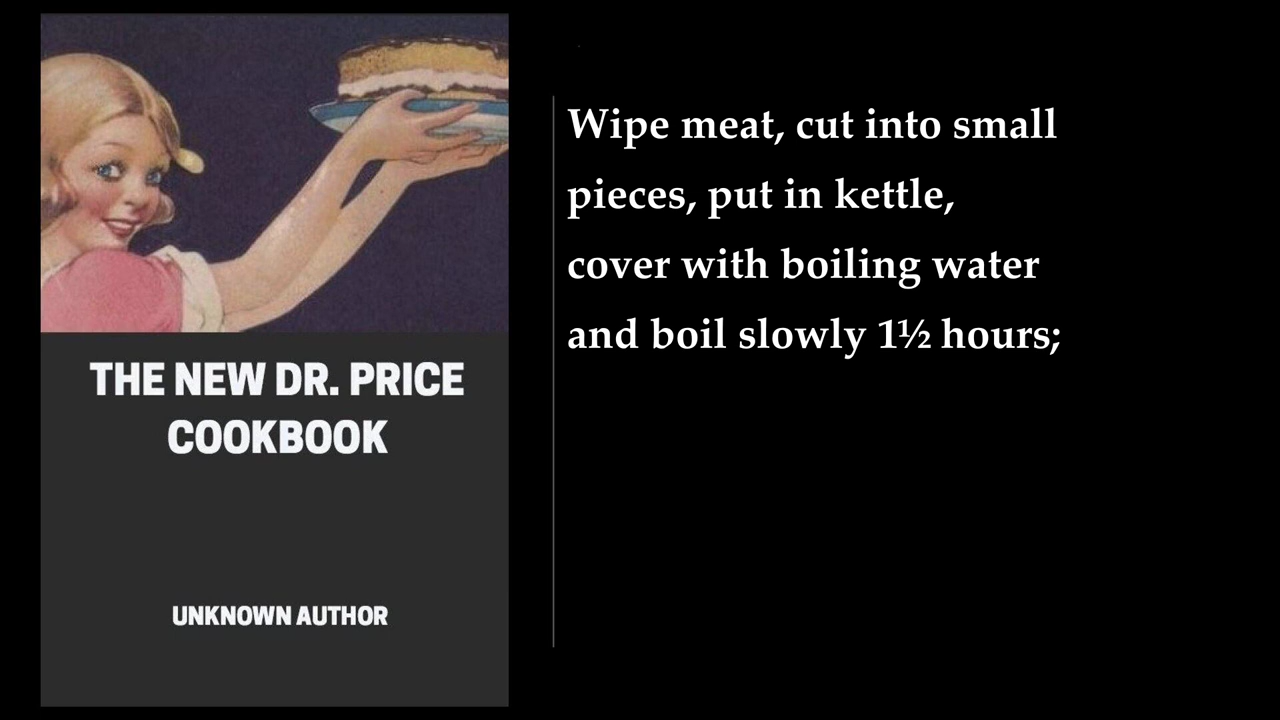 THE NEW DR. PRICE
COOKBOOK
UNKNOWN AUTHOR
Wipe meat, cut into small
pieces, put in kettle,
cover with boiling water
and boil slowly 1½ hours;